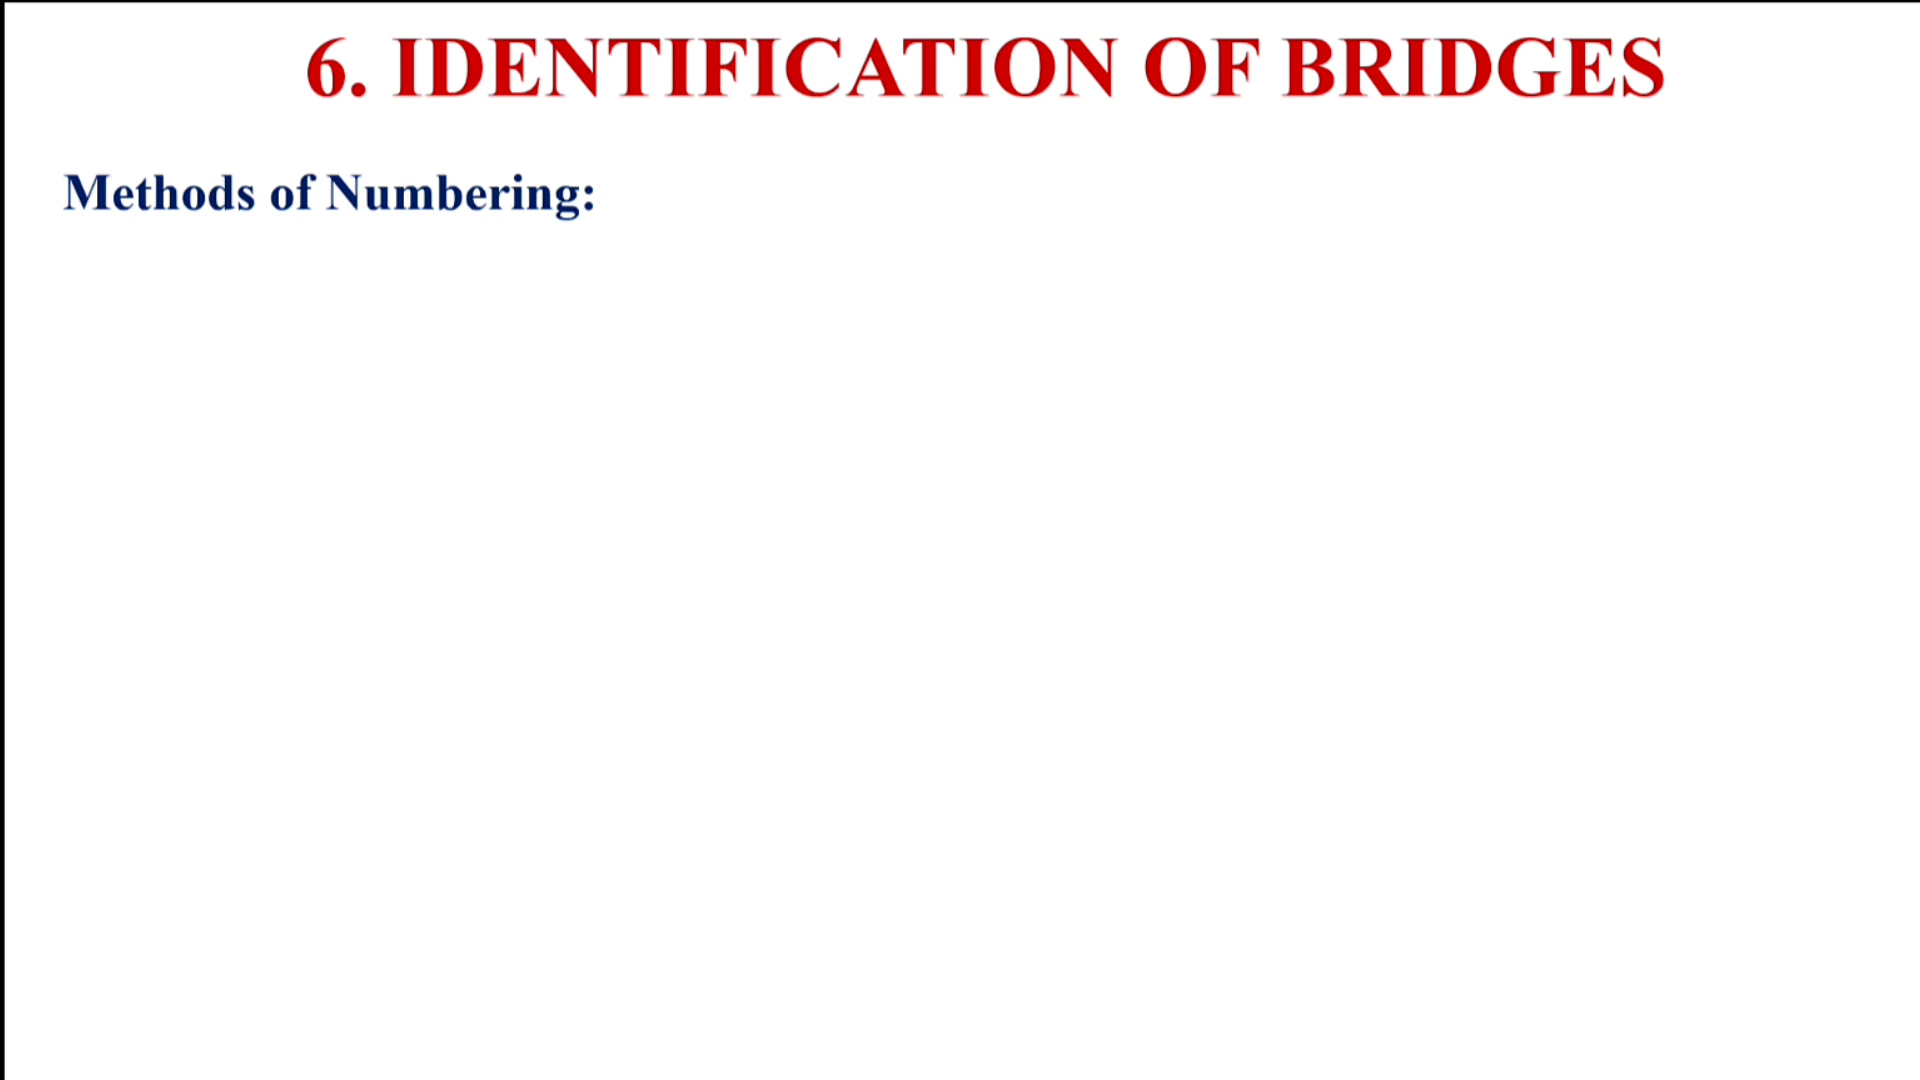 6. IDENTIFICATION OF BRIDGES
Methods of Numbering: